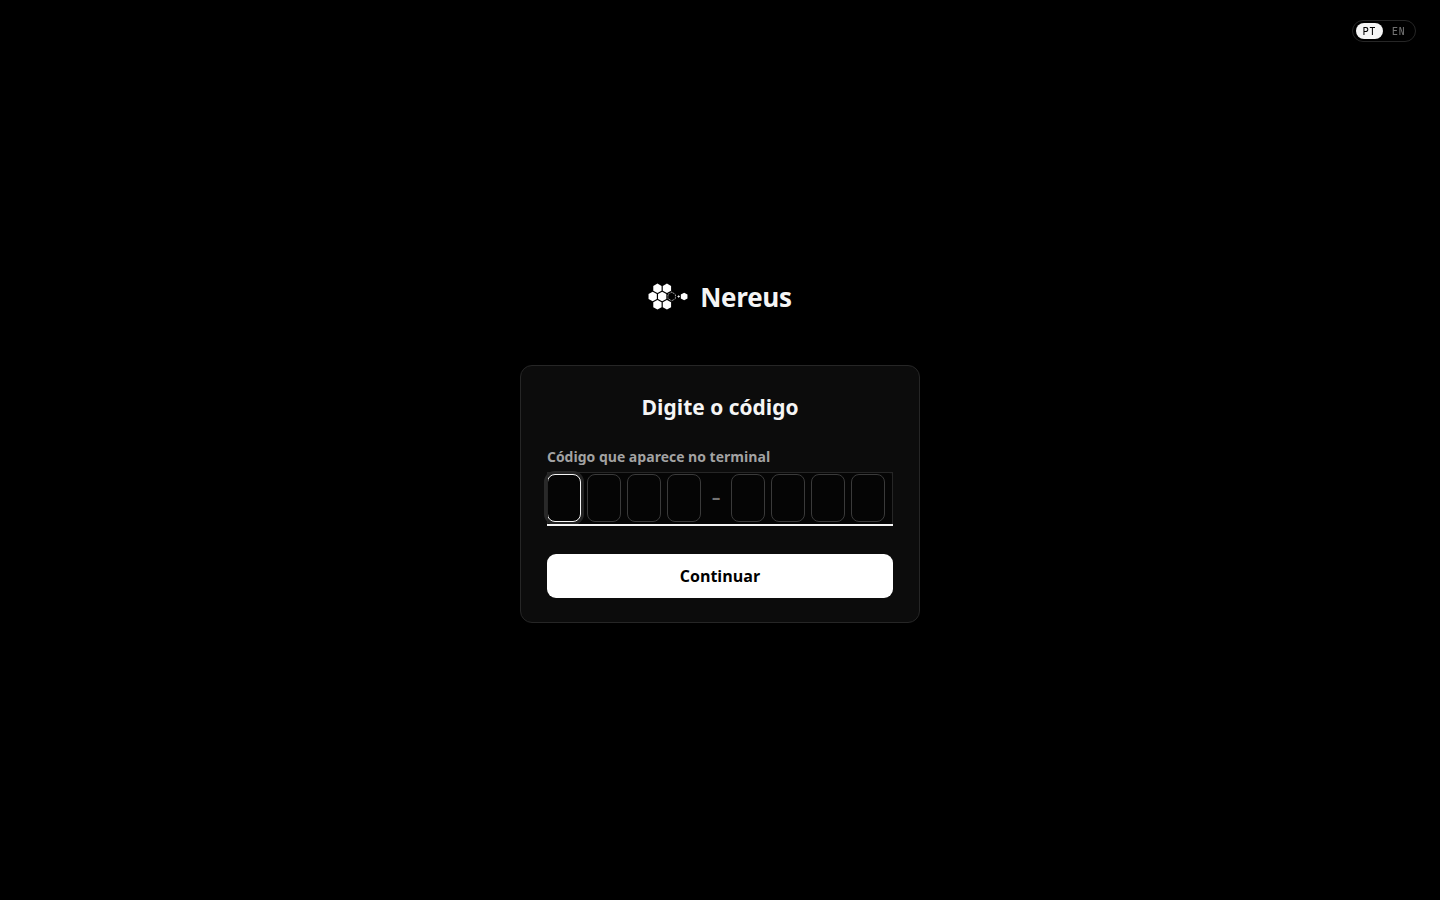 PT EN
Nereus
Digite o código
Código que aparece no terminal
–
Continuar